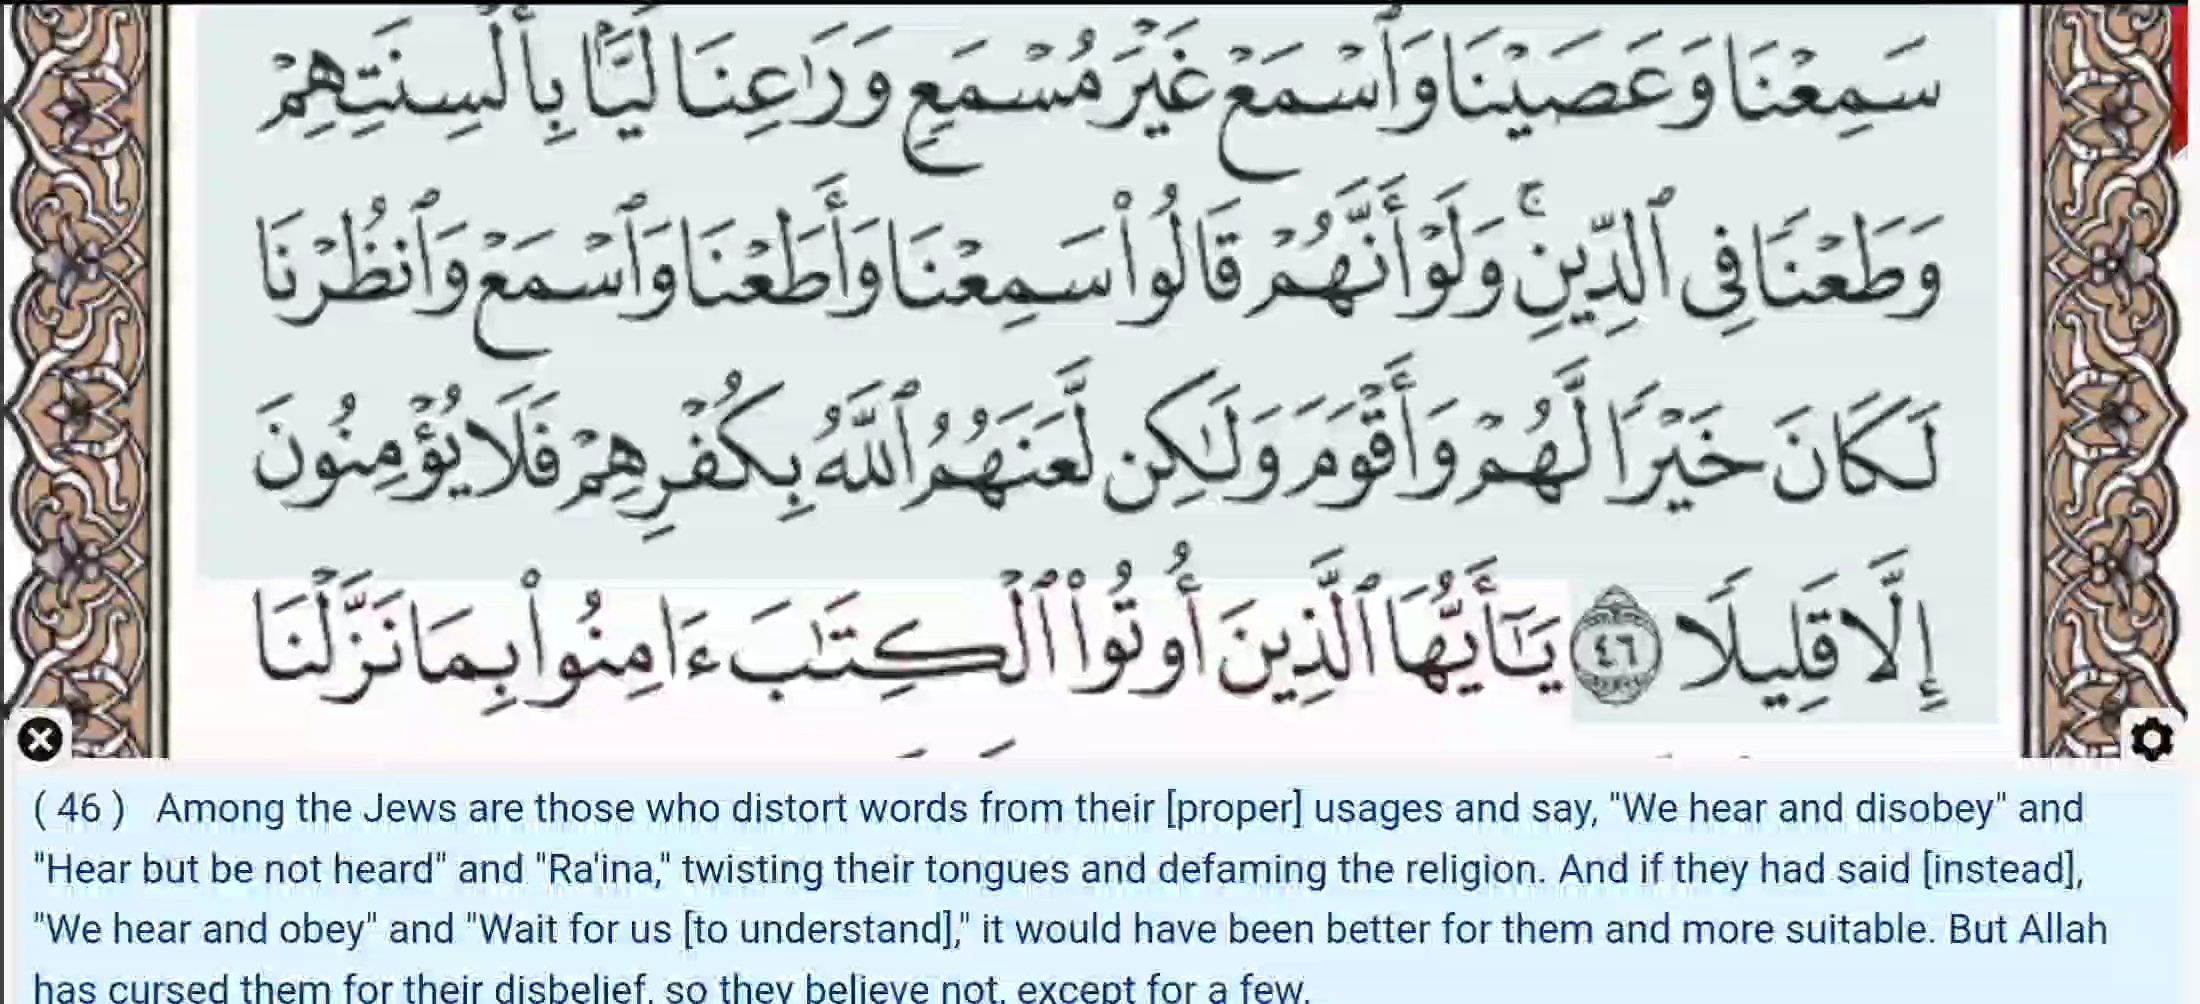 سَمِعْنَا وَعَصَيْنَا وَٱسْمَعْ غَيْرَ مُسْمَعٍ وَرَٰعِنَا لَيًّۢا بِأَلْسِنَتِهِمْ
وَطَعْنًا فِى ٱلدِّينِ ۚ وَلَوْ أَنَّهُمْ قَالُوا۟ سَمِعْنَا وَأَطَعْنَا وَٱسْمَعْ وَٱنظُرْنَا
لَكَانَ خَيْرًا لَّهُمْ وَأَقْوَمَ وَلَٰكِن لَّعَنَهُمُ ٱللَّهُ بِكُفْرِهِمْ فَلَا يُؤْمِنُونَ
إِلَّا قَلِيلًا ٤٦ يَٰٓأَيُّهَا ٱلَّذِينَ أُوتُوا۟ ٱلْكِتَٰبَ ءَامِنُوا۟ بِمَا نَزَّلْنَا
( 46 ) Among the Jews are those who distort words from their [proper] usages and say, "We hear and disobey" and
"Hear but be not heard" and "Ra'ina," twisting their tongues and defaming the religion. And if they had said [instead],
"We hear and obey" and "Wait for us [to understand]," it would have been better for them and more suitable. But Allah
has cursed them for their disbelief, so they believe not, except for a few.